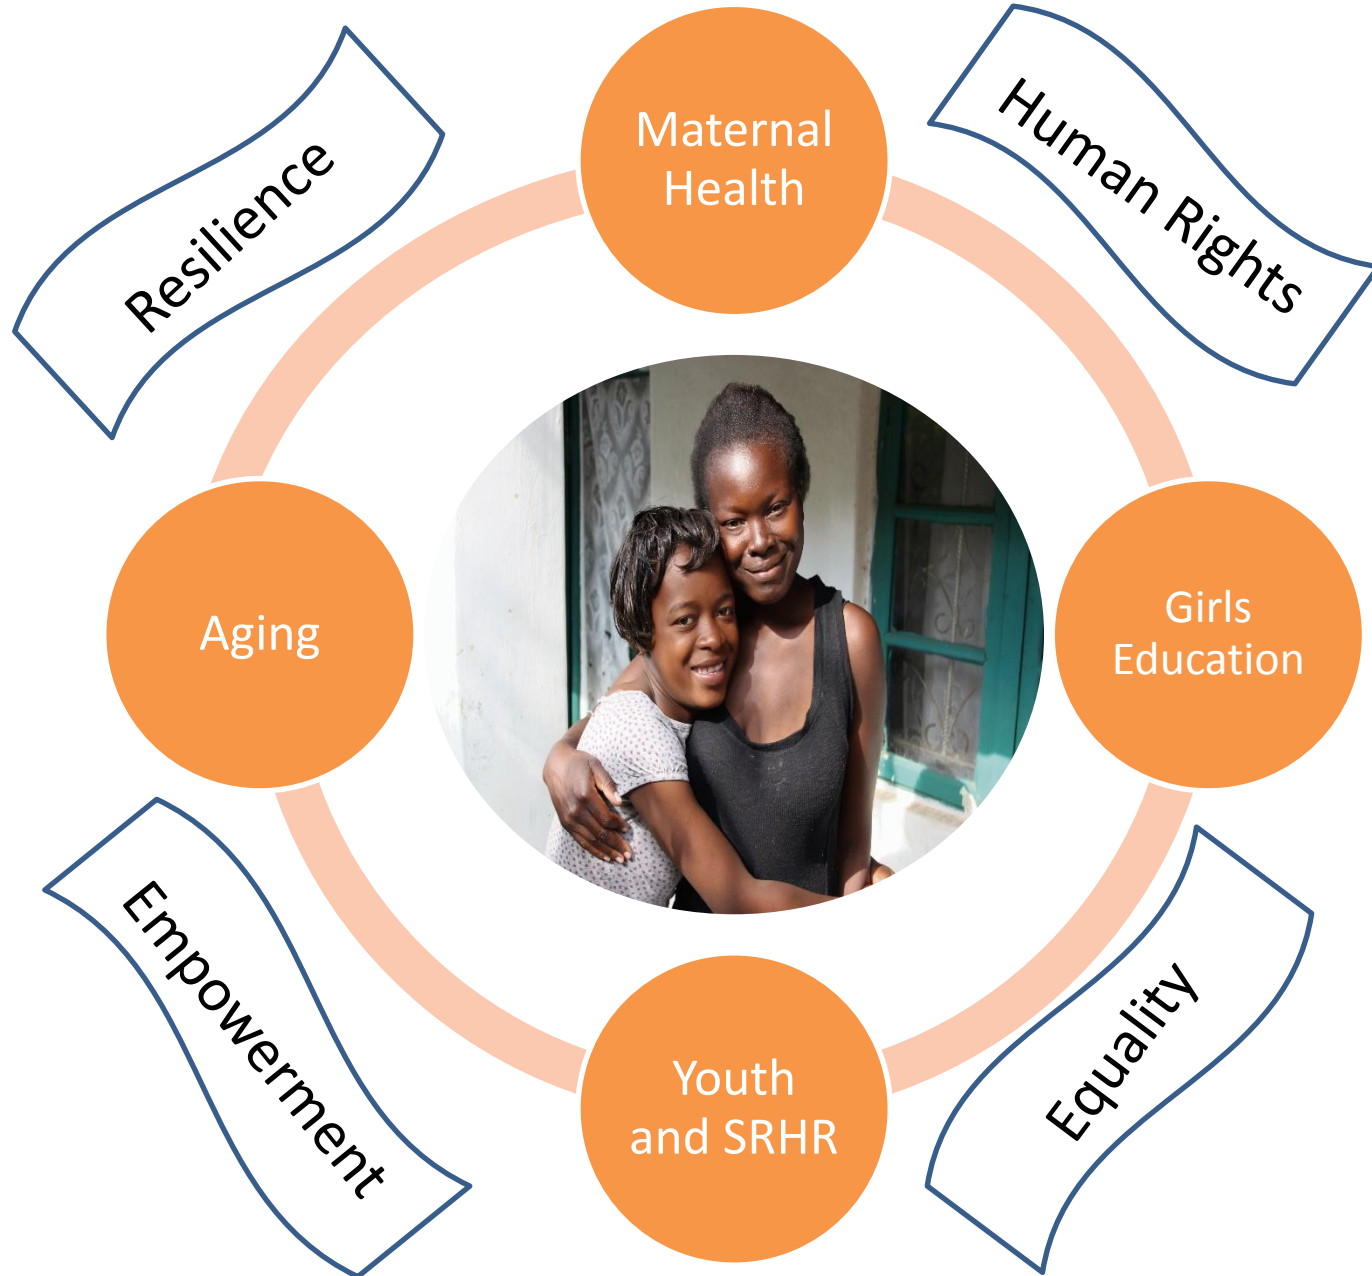 Maternal
Health
Human Rights
Resilience
Girls
Education
Aging
Equality
Youth
and SRHR
Empowerment